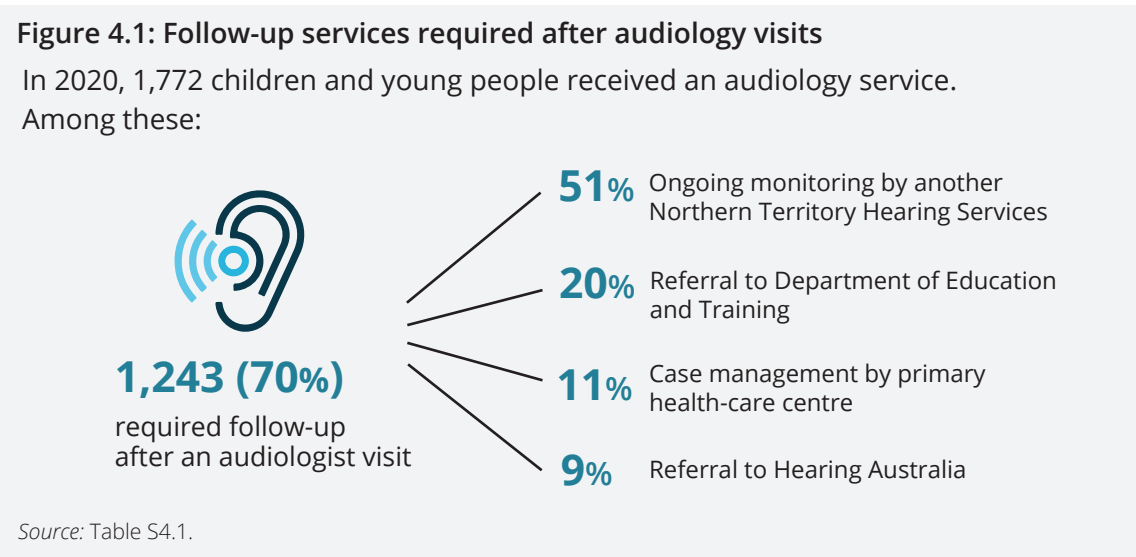 Figure 4.1: Follow-up services required after audiology visits
In 2020, 1,772 children and young people received an audiology service.
Among these:
1,243 (70%)
required follow-up
after an audiologist visit
51% Ongoing monitoring by another
Northern Territory Hearing Services
20% Referral to Department of Education
and Training
11% Case management by primary
health-care centre
9% Referral to Hearing Australia
Source: Table S4.1.